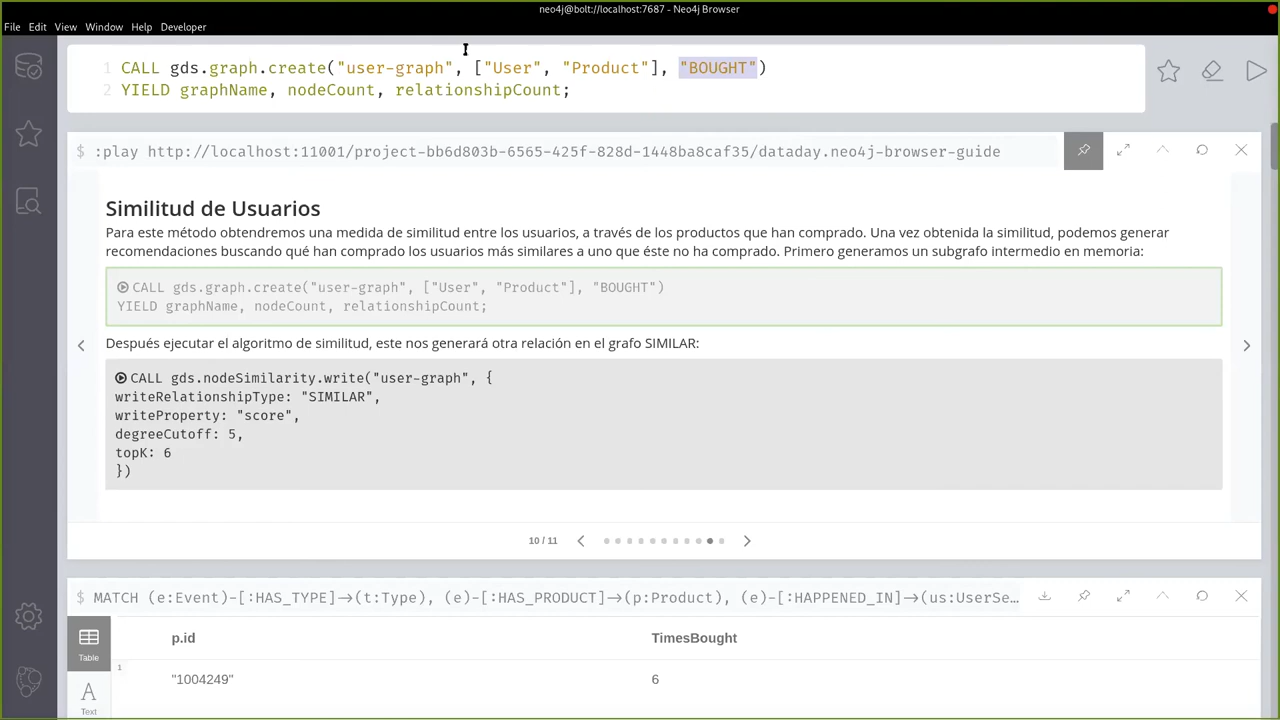 neo4j@bolt://localhost:7687 - Neo4j Browser
File Edit View Window Help Developer
1 CALL gds.graph.create("user-graph", ["User", "Product"], "BOUGHT")
2 YIELD graphName, nodeCount, relationshipCount;
$ :play http://localhost:11001/project-bb6d803b-6565-425f-828d-1448ba8caf35/dataday.neo4j-browser-guide
Similitud de Usuarios
Para este método obtendremos una medida de similitud entre los usuarios, a través de los productos que han comprado. Una vez obtenida la similitud, podemos generar
recomendaciones buscando qué han comprado los usuarios más similares a uno que éste no ha comprado. Primero generamos un subgrafo intermedio en memoria:
CALL gds.graph.create("user-graph", ["User", "Product"], "BOUGHT")
YIELD graphName, nodeCount, relationshipCount;
Después ejecutar el algoritmo de similitud, este nos generará otra relación en el grafo SIMILAR:
CALL gds.nodeSimilarity.write("user-graph", {
writeRelationshipType: "SIMILAR",
writeProperty: "score",
degreeCutoff: 5,
topK: 6
})
10 / 11
$ MATCH (e:Event)-[:HAS_TYPE]->(t:Type), (e)-[:HAS_PRODUCT]->(p:Product), (e)-[:HAPPENED_IN]->(us:UserSe…
Table
p.id TimesBought
1
"1004249" 6
A
Text